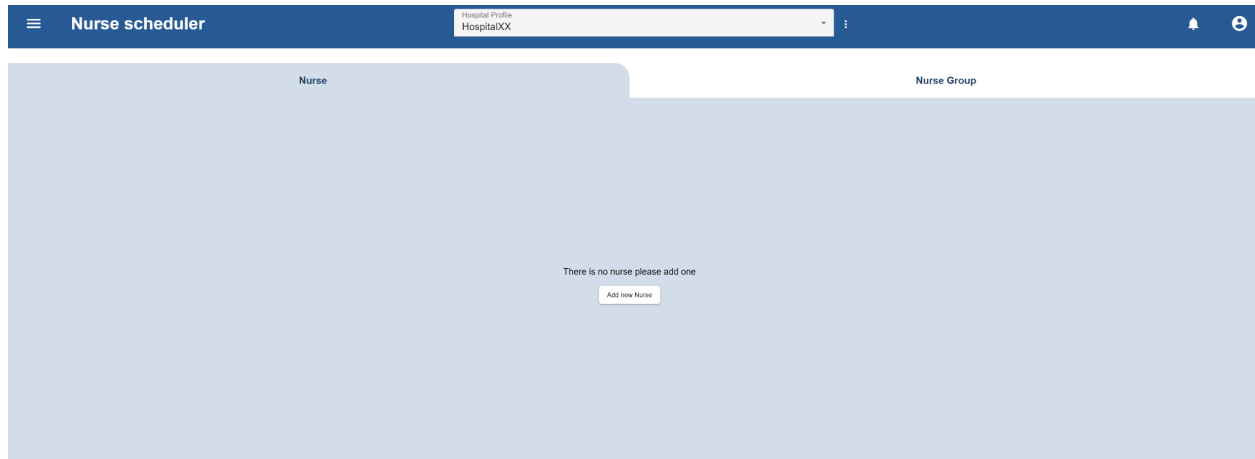 Nurse scheduler
Hospital Profile
HospitalXX
Nurse
Nurse Group
There is no nurse please add one
Add new Nurse